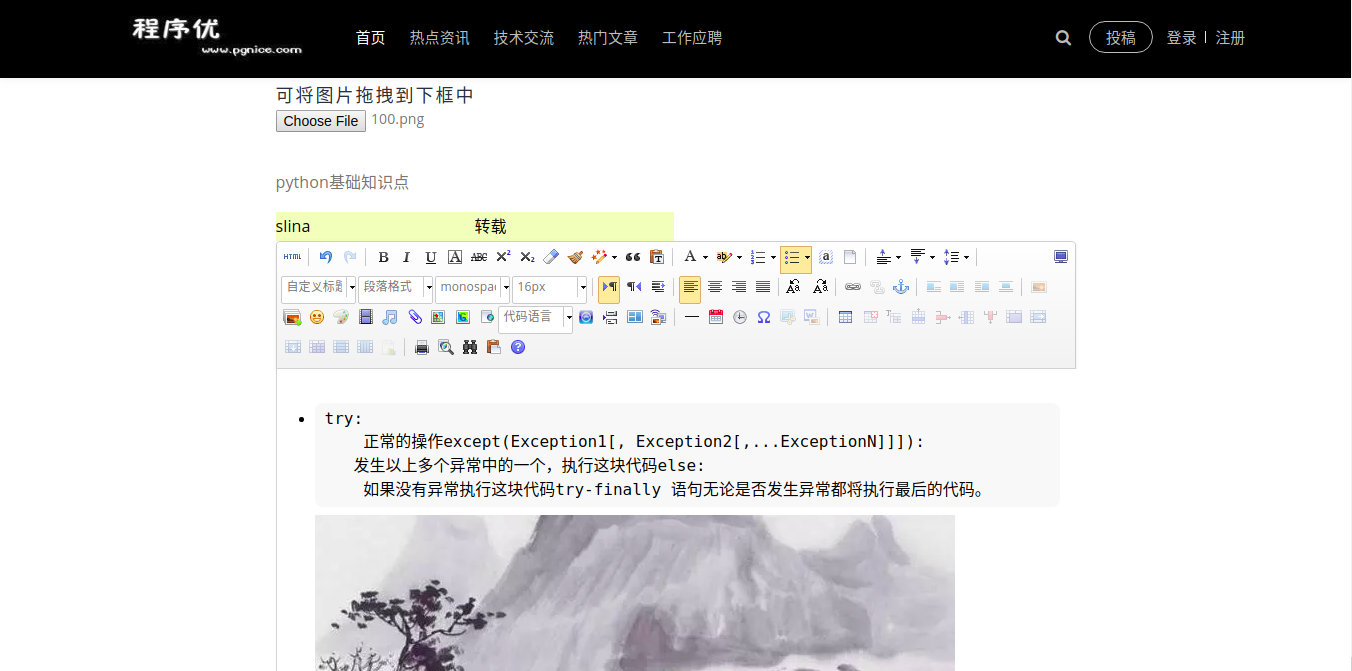 程序优
www.pgnice.com
首页 热点资讯 技术交流 热门文章 工作应聘 投稿 登录 | 注册
可将图片拖拽到下框中
Choose File 100.png
python基础知识点
slina 转载
HTML B I U A ABC X² X₂ A ab a
自定义标题 段落格式 monospac 16px
代码语言 Ω
try:
正常的操作except(Exception1[, Exception2[,...ExceptionN]]]):
发生以上多个异常中的一个，执行这块代码else:
如果没有异常执行这块代码try-finally 语句无论是否发生异常都将执行最后的代码。